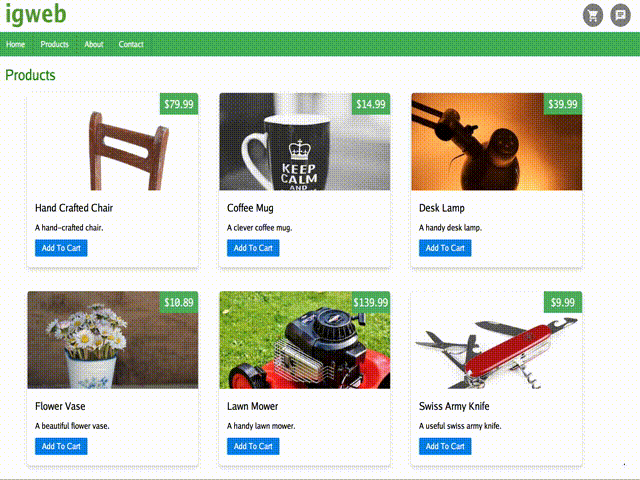 igweb
Home Products About Contact
Products
$79.99 $14.99 $39.99
KEEP
CALM
AND
Hand Crafted Chair Coffee Mug Desk Lamp
A hand-crafted chair. A clever coffee mug. A handy desk lamp.
Add To Cart Add To Cart Add To Cart
$10.89 $139.99 $9.99
Flower Vase Lawn Mower Swiss Army Knife
A beautiful flower vase. A handy lawn mower. A useful swiss army knife.
Add To Cart Add To Cart Add To Cart